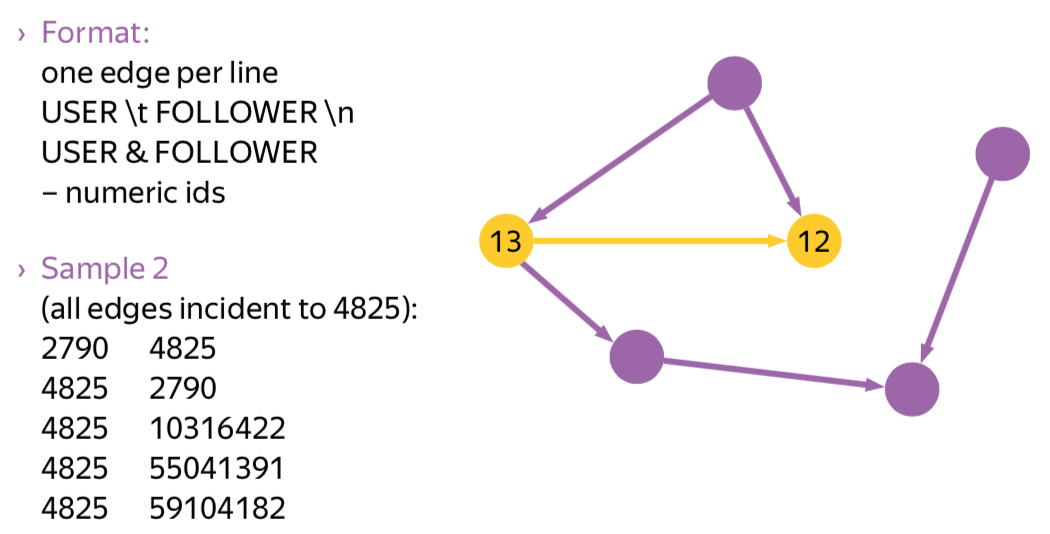 › Format:
one edge per line
USER \t FOLLOWER \n
USER & FOLLOWER
– numeric ids
› Sample 2
(all edges incident to 4825):
2790 4825
4825 2790
4825 10316422
4825 55041391
4825 59104182
13
12